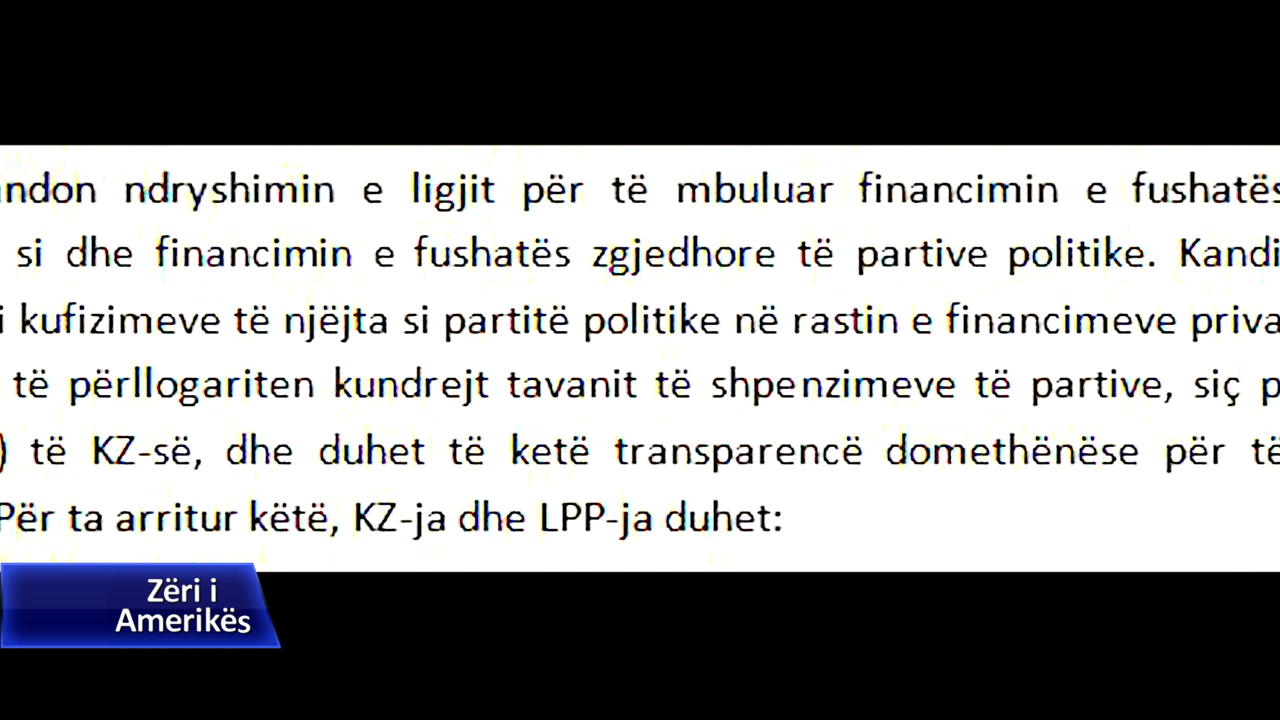 andon ndryshimin e ligjit për të mbuluar financimin e fushatës
si dhe financimin e fushatës zgjedhore të partive politike. Kandi
i kufizimeve të njëjta si partitë politike në rastin e financimeve priva
të përllogariten kundrejt tavanit të shpenzimeve të partive, siç p
) të KZ-së, dhe duhet të ketë transparencë domethënëse për të
Për ta arritur këtë, KZ-ja dhe LPP-ja duhet:
Zëri i
Amerikës